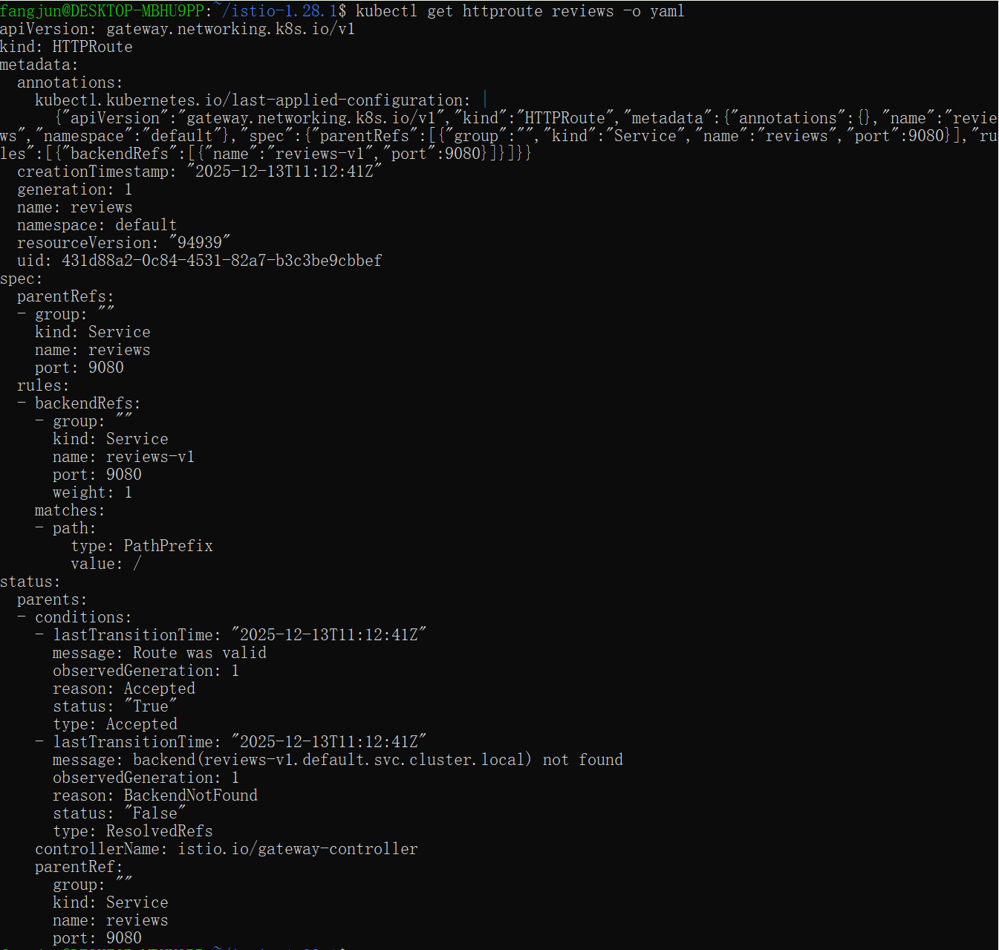 fangjun@DESKTOP-MBHU9PP:~/istio-1.28.1$ kubectl get httproute reviews -o yaml
apiVersion: gateway.networking.k8s.io/v1
kind: HTTPRoute
metadata:
  annotations:
    kubectl.kubernetes.io/last-applied-configuration: |
      {"apiVersion":"gateway.networking.k8s.io/v1","kind":"HTTPRoute","metadata":{"annotations":{},"name":"revie
ws","namespace":"default"},"spec":{"parentRefs":[{"group":"","kind":"Service","name":"reviews","port":9080}],"ru
les":[{"backendRefs":[{"name":"reviews-v1","port":9080}]}]}}
  creationTimestamp: "2025-12-13T11:12:41Z"
  generation: 1
  name: reviews
  namespace: default
  resourceVersion: "94939"
  uid: 431d88a2-0c84-4531-82a7-b3c3be9cbbef
spec:
  parentRefs:
  - group: ""
    kind: Service
    name: reviews
    port: 9080
  rules:
  - backendRefs:
    - group: ""
      kind: Service
      name: reviews-v1
      port: 9080
      weight: 1
    matches:
    - path:
        type: PathPrefix
        value: /
status:
  parents:
  - conditions:
    - lastTransitionTime: "2025-12-13T11:12:41Z"
      message: Route was valid
      observedGeneration: 1
      reason: Accepted
      status: "True"
      type: Accepted
    - lastTransitionTime: "2025-12-13T11:12:41Z"
      message: backend(reviews-v1.default.svc.cluster.local) not found
      observedGeneration: 1
      reason: BackendNotFound
      status: "False"
      type: ResolvedRefs
    controllerName: istio.io/gateway-controller
    parentRef:
      group: ""
      kind: Service
      name: reviews
      port: 9080